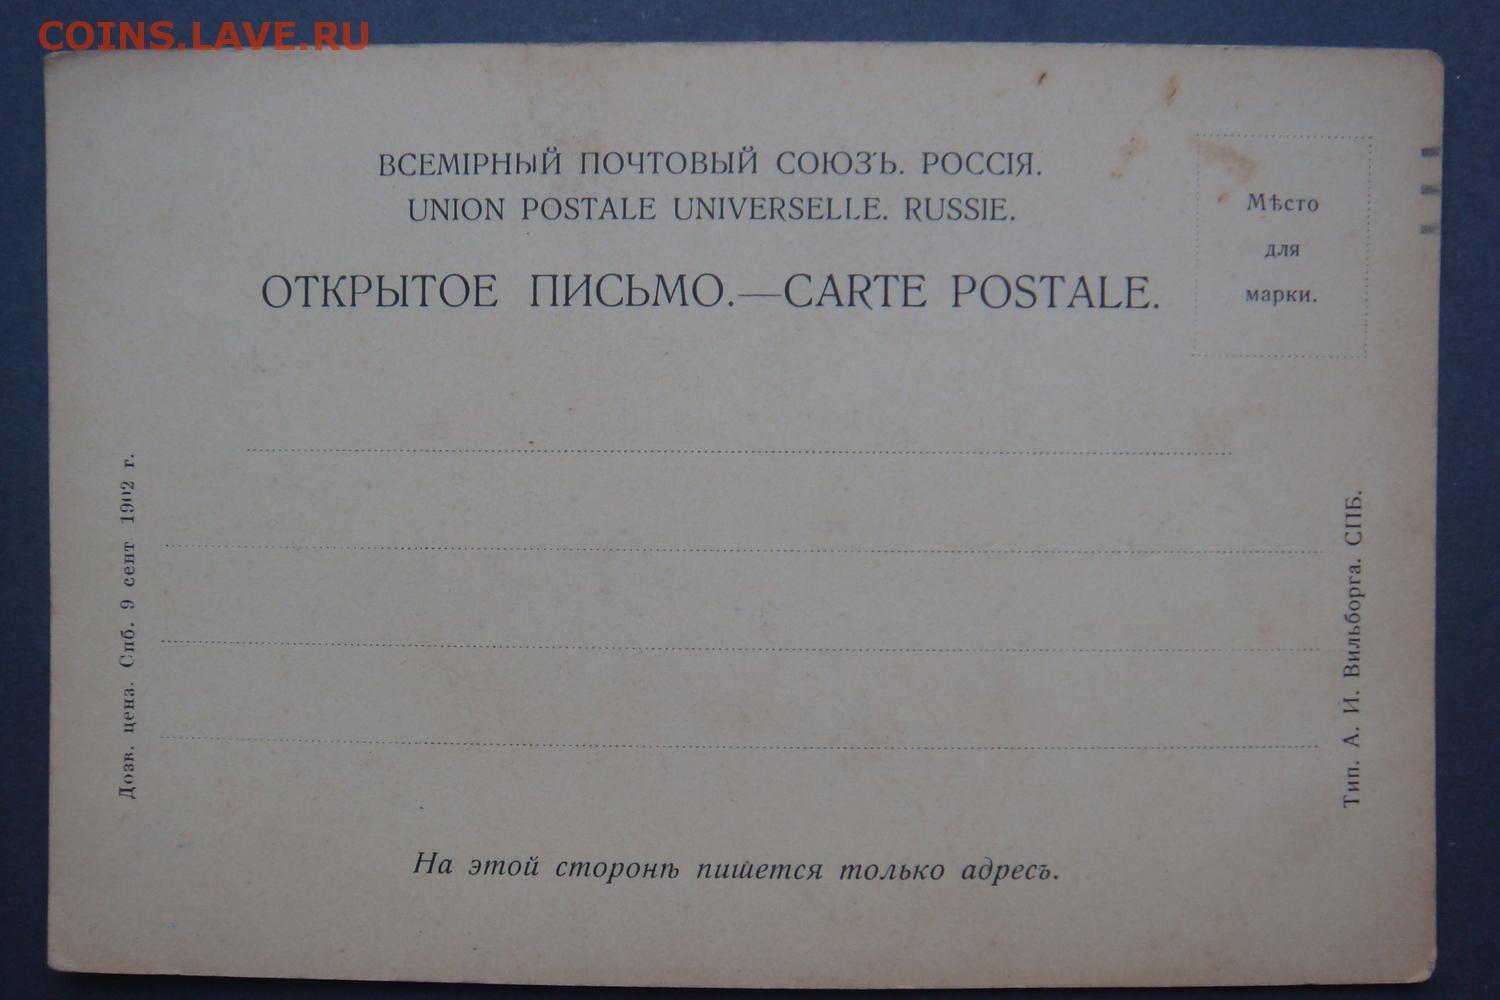 COINS.LAVE.RU
ВСЕМІРНЫЙ ПОЧТОВЫЙ СОЮЗЪ. РОССІЯ.
UNION POSTALE UNIVERSELLE. RUSSIE.
ОТКРЫТОЕ ПИСЬМО.—CARTE POSTALE.
Мѣсто
для
марки.
Дозв. ценз. Спб. 9 сент 1902 г.
Тип. А. И. Вильборга. СПБ.
На этой сторонѣ пишется только адресъ.